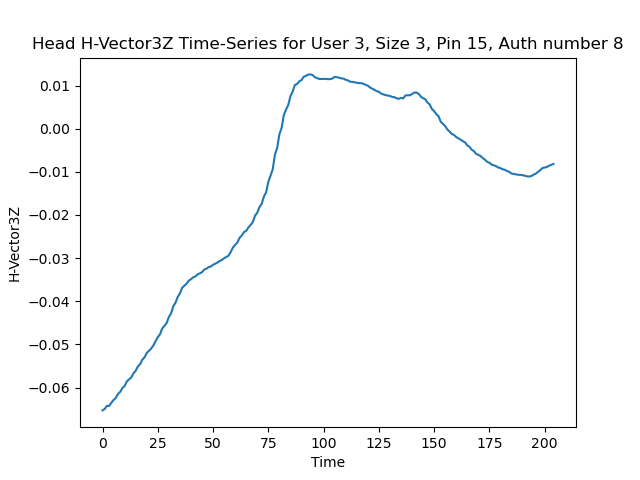 Head H-Vector3Z Time-Series for User 3, Size 3, Pin 15, Auth number 8
0.01
0.00
−0.01
−0.02
−0.03
−0.04
−0.05
−0.06
H-Vector3Z
0 25 50 75 100 125 150 175 200
Time